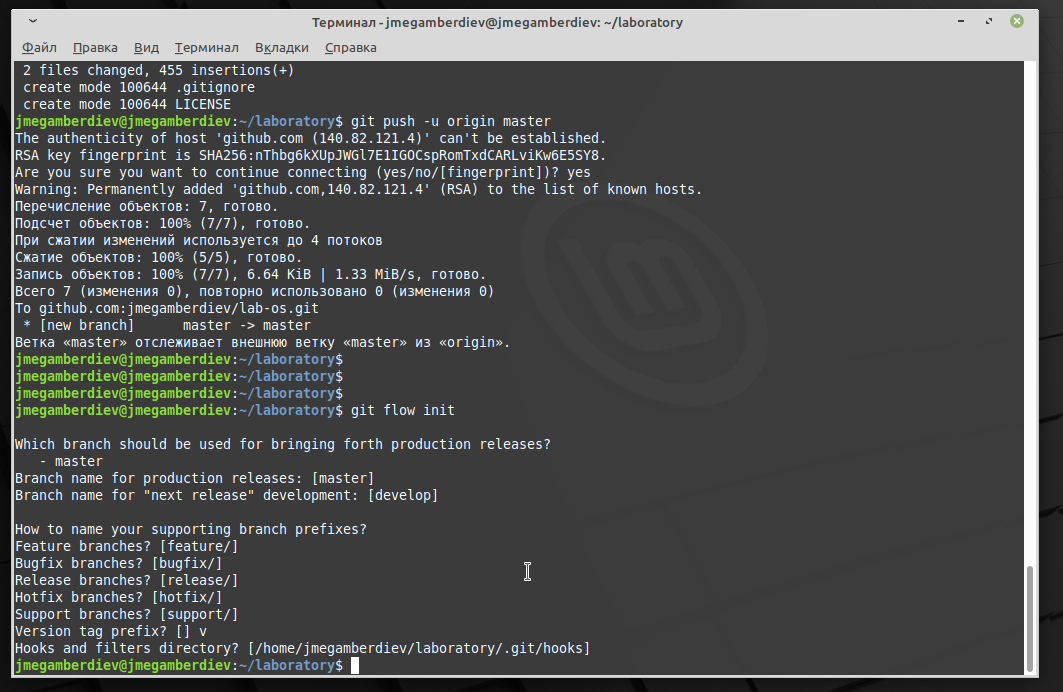 Терминал - jmegamberdiev@jmegamberdiev: ~/laboratory
Файл Правка Вид Терминал Вкладки Справка
2 files changed, 455 insertions(+)
create mode 100644 .gitignore
create mode 100644 LICENSE
jmegamberdiev@jmegamberdiev:~/laboratory$ git push -u origin master
The authenticity of host 'github.com (140.82.121.4)' can't be established.
RSA key fingerprint is SHA256:nThbg6kXUpJWGl7E1IGOCspRomTxdCARLviKw6E5SY8.
Are you sure you want to continue connecting (yes/no/[fingerprint])? yes
Warning: Permanently added 'github.com,140.82.121.4' (RSA) to the list of known hosts.
Перечисление объектов: 7, готово.
Подсчет объектов: 100% (7/7), готово.
При сжатии изменений используется до 4 потоков
Сжатие объектов: 100% (5/5), готово.
Запись объектов: 100% (7/7), 6.64 KiB | 1.33 MiB/s, готово.
Всего 7 (изменения 0), повторно использовано 0 (изменения 0)
To github.com:jmegamberdiev/lab-os.git
* [new branch]      master -> master
Ветка «master» отслеживает внешнюю ветку «master» из «origin».
jmegamberdiev@jmegamberdiev:~/laboratory$
jmegamberdiev@jmegamberdiev:~/laboratory$
jmegamberdiev@jmegamberdiev:~/laboratory$
jmegamberdiev@jmegamberdiev:~/laboratory$ git flow init
Which branch should be used for bringing forth production releases?
- master
Branch name for production releases: [master]
Branch name for "next release" development: [develop]
How to name your supporting branch prefixes?
Feature branches? [feature/]
Bugfix branches? [bugfix/]
Release branches? [release/]
Hotfix branches? [hotfix/]
Support branches? [support/]
Version tag prefix? [] v
Hooks and filters directory? [/home/jmegamberdiev/laboratory/.git/hooks]
jmegamberdiev@jmegamberdiev:~/laboratory$